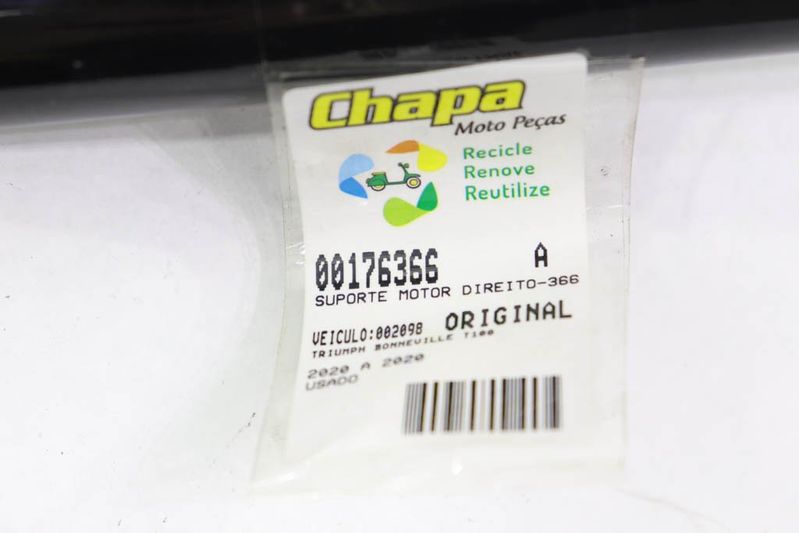 Chapa
Moto Peças
Recicle
Renove
Reutilize
00176366 A
SUPORTE MOTOR DIREITO-366
VEICULO:002098 ORIGINAL
TRIUMPH BONNEVILLE T100
2020 A 2020
USADO